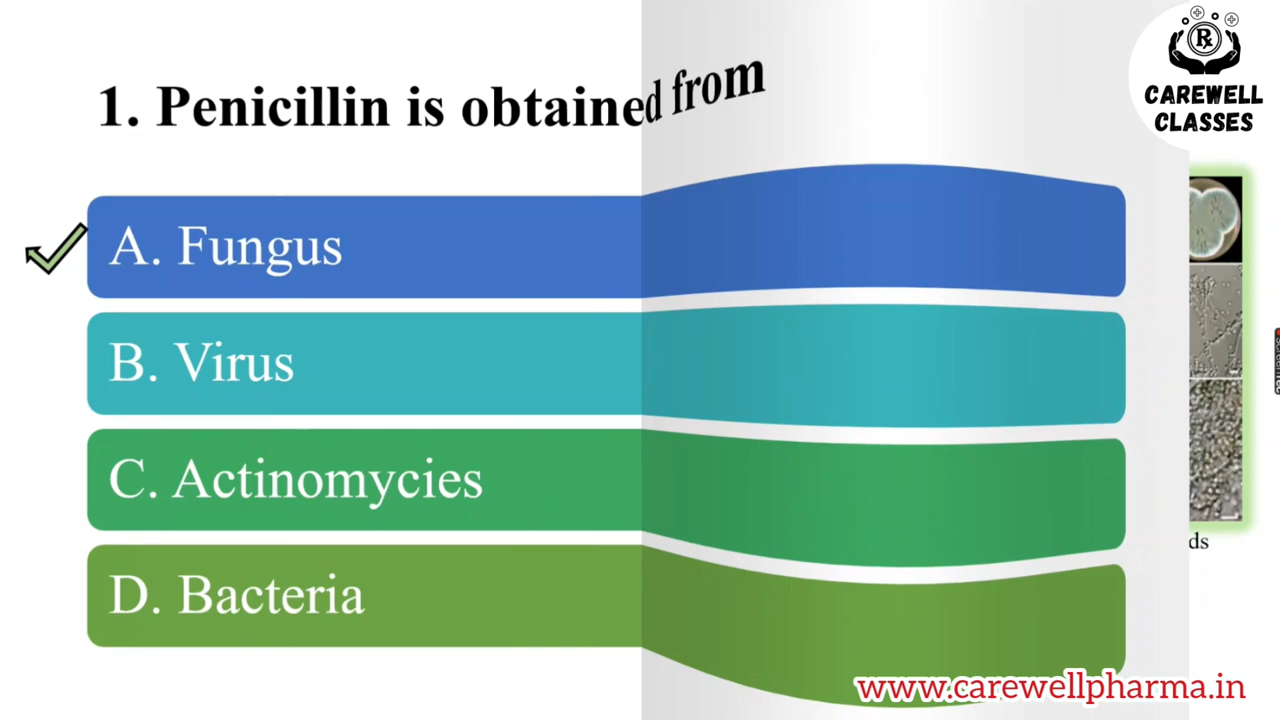 1. Penicillin is obtained from
A. Fungus
B. Virus
C. Actinomycies
D. Bacteria
CAREWELL
CLASSES
ds
www.carewellpharma.in